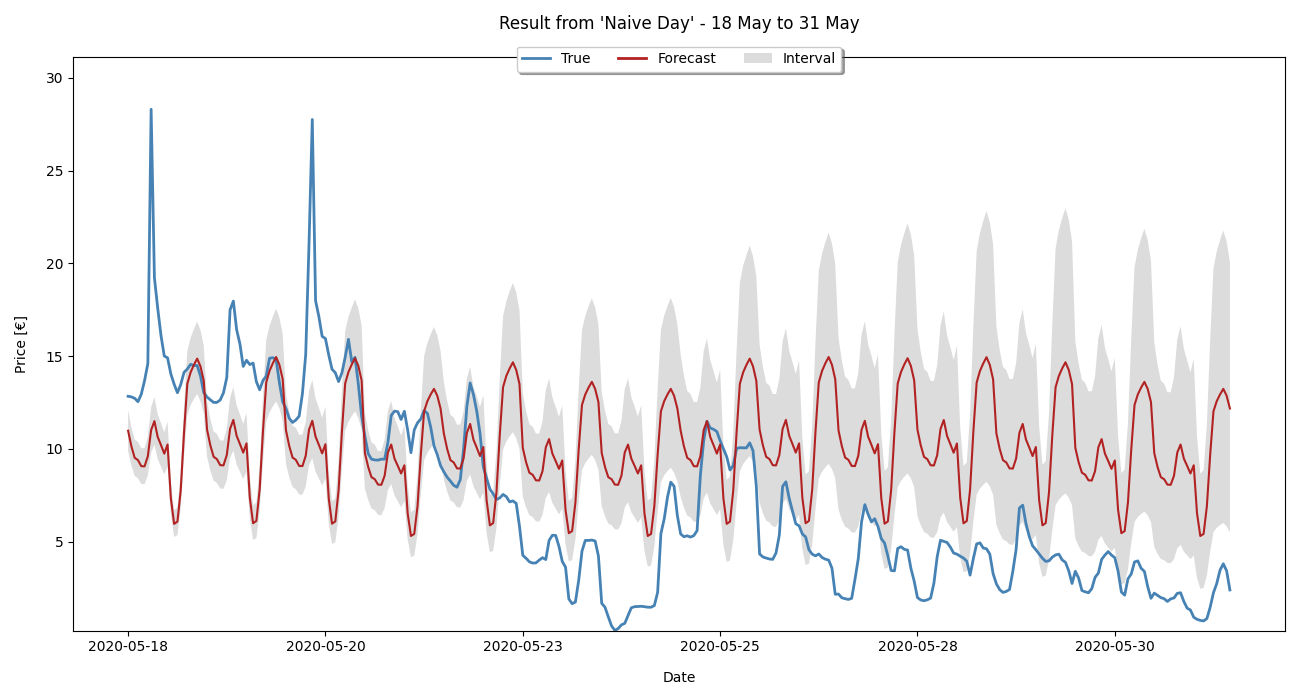 Result from 'Naive Day' - 18 May to 31 May
True
Forecast
Interval
30
25
20
15
10
5
Price [€]
2020-05-18
2020-05-20
2020-05-23
2020-05-25
2020-05-28
2020-05-30
Date